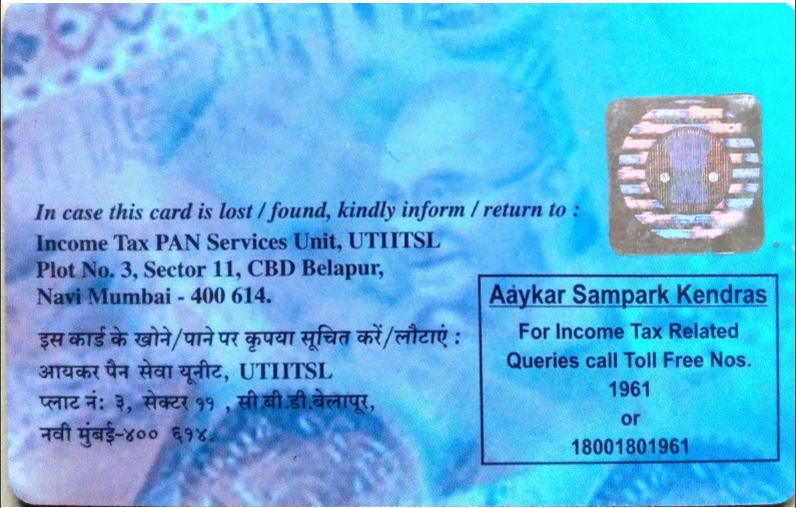 In case this card is lost / found, kindly inform / return to :
Income Tax PAN Services Unit, UTIITSL
Plot No. 3, Sector 11, CBD Belapur,
Navi Mumbai - 400 614.
इस कार्ड के खोने/पाने पर कृपया सूचित करें/लौटाएं :
आयकर पैन सेवा यूनीट, UTIITSL
प्लाट नं: ३, सेक्टर ११ , सी.बी.डी.बेलापूर,
नवी मुंबई-४०० ६१४.
Aaykar Sampark Kendras
For Income Tax Related
Queries call Toll Free Nos.
1961
or
18001801961